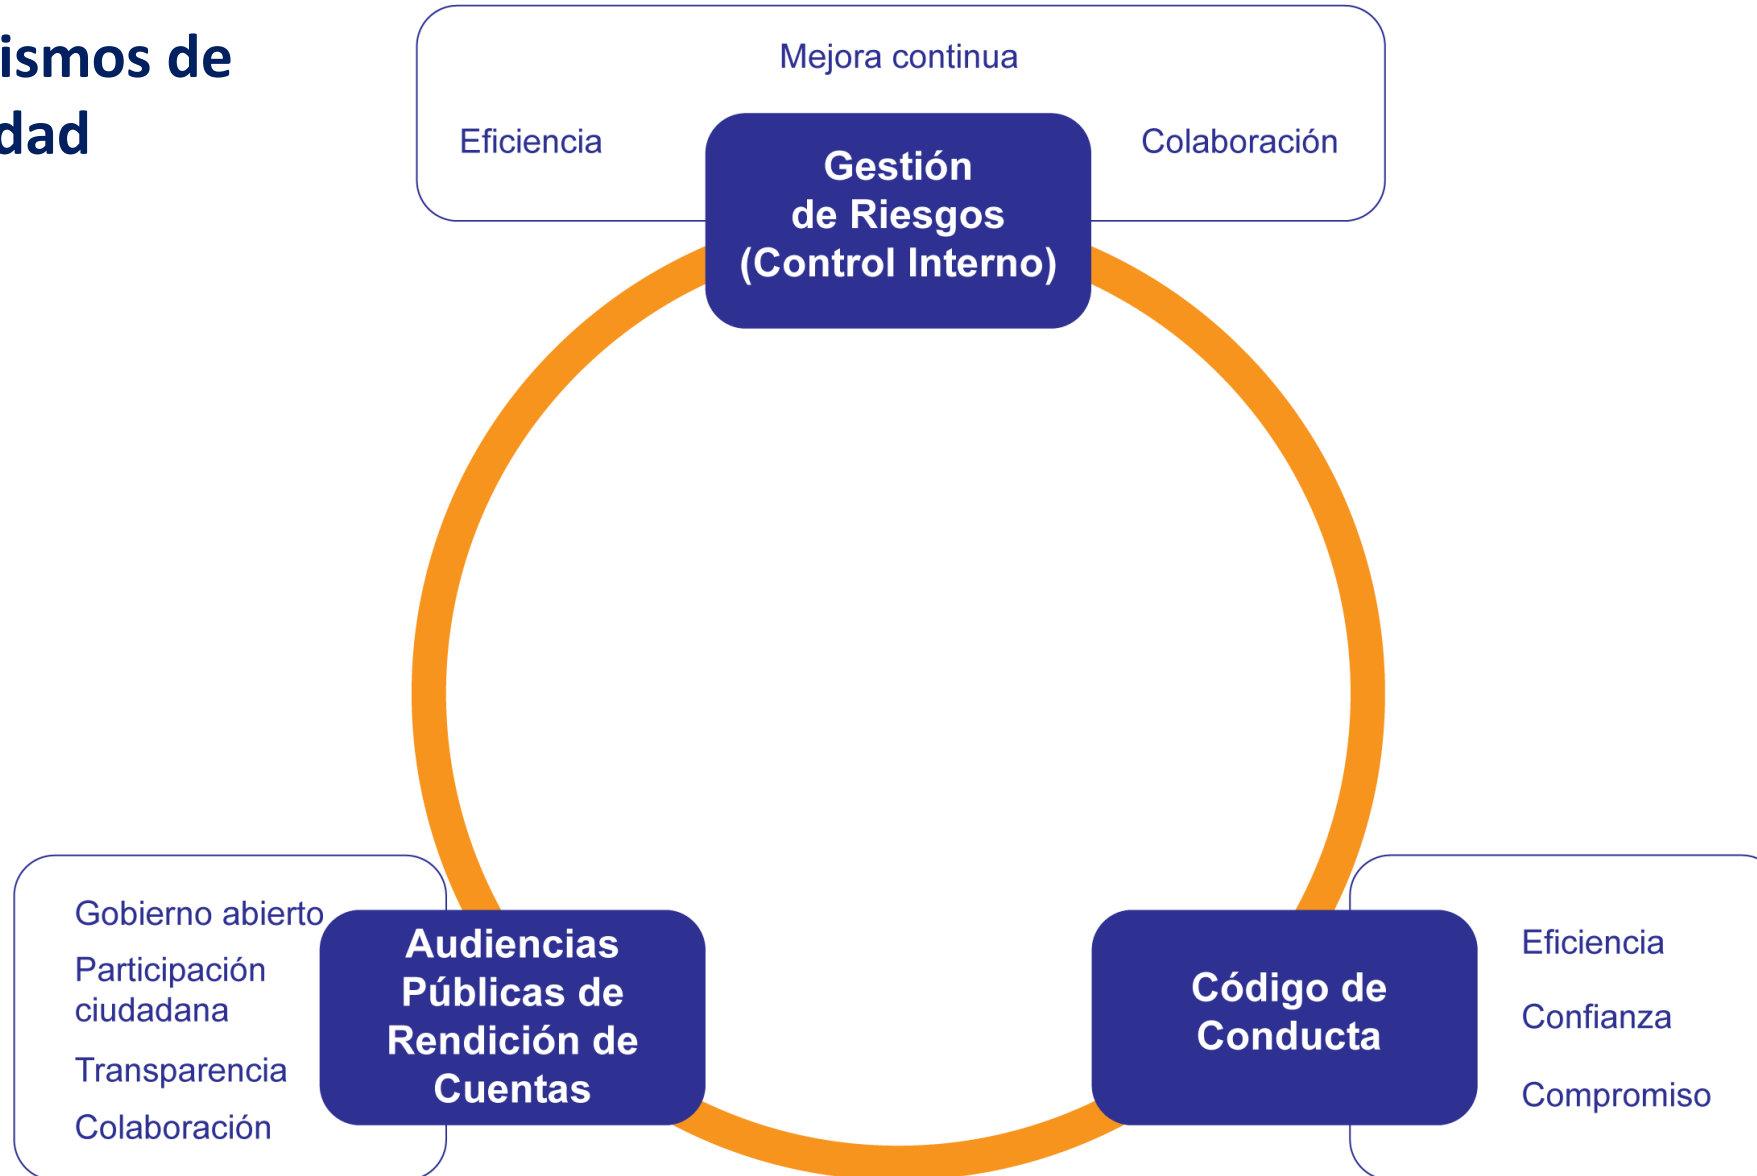 ismos de
dad
Mejora continua
Eficiencia
Colaboración
Gestión
de Riesgos
(Control Interno)
Gobierno abierto
Participación
ciudadana
Transparencia
Colaboración
Audiencias
Públicas de
Rendición de
Cuentas
Código de
Conducta
Eficiencia
Confianza
Compromiso